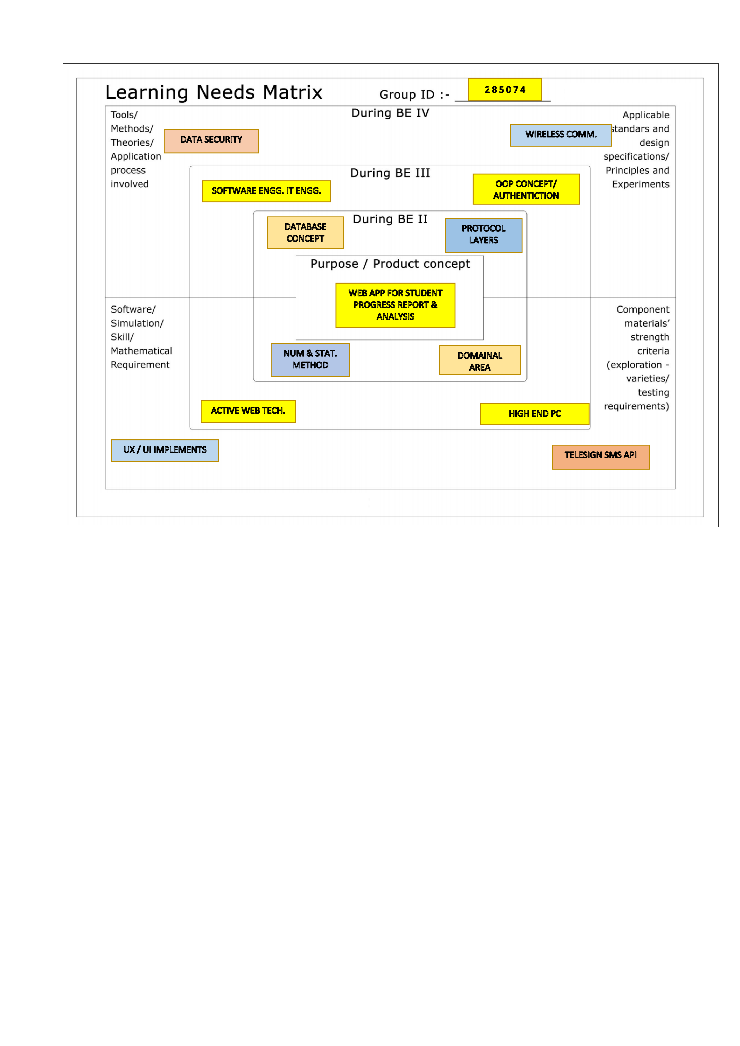 Learning Needs Matrix
Group ID :-
285074
During BE IV
Tools/
Methods/
Theories/
Application
process
involved
DATA SECURITY
WIRELESS COMM.
Applicable
standars and
design
specifications/
Principles and
Experiments
During BE III
SOFTWARE ENGG. IT ENGG.
OOP CONCEPT/
AUTHENTICTION
During BE II
DATABASE
CONCEPT
PROTOCOL
LAYERS
Purpose / Product concept
WEB APP FOR STUDENT
PROGRESS REPORT &
ANALYSIS
Software/
Simulation/
Skill/
Mathematical
Requirement
NUM & STAT.
METHOD
DOMAINAL
AREA
Component
materials'
strength
criteria
(exploration -
varieties/
testing
requirements)
ACTIVE WEB TECH.
HIGH END PC
UX / UI IMPLEMENTS
TELESIGN SMS API